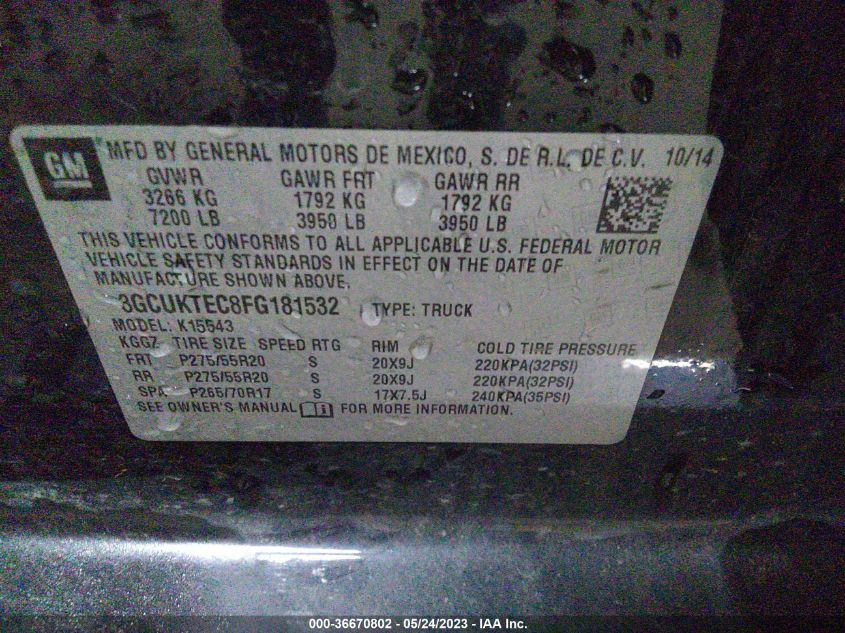 GM MFD BY GENERAL MOTORS DE MEXICO, S. DE R.L. DE C.V. 10/14
GVWR GAWR FRT GAWR RR
3266 KG 1792 KG 1792 KG
7200 LB 3950 LB 3950 LB
THIS VEHICLE CONFORMS TO ALL APPLICABLE U.S. FEDERAL MOTOR
VEHICLE SAFETY STANDARDS IN EFFECT ON THE DATE OF
MANUFACTURE SHOWN ABOVE.
3GCUKTEC8FG181532 TYPE: TRUCK
MODEL: K15543
KGGZ TIRE SIZE SPEED RTG RIM COLD TIRE PRESSURE
FRT P275/55R20 S 20X9J 220KPA(32PSI)
RR P275/55R20 S 20X9J 220KPA(32PSI)
SPA P265/70R17 S 17X7.5J 240KPA(35PSI)
SEE OWNER'S MANUAL FOR MORE INFORMATION.
000-36670802 - 05/24/2023 - IAA Inc.